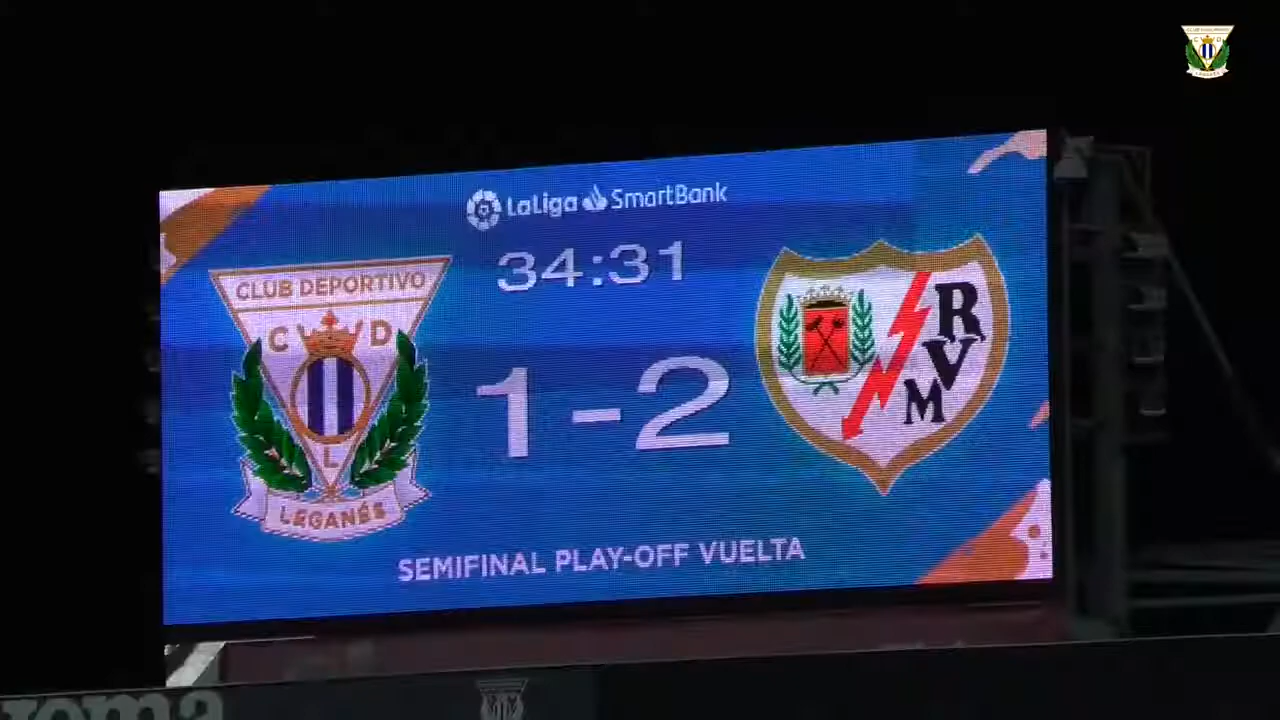 LaLiga SmartBank
34:31
CLUB DEPORTIVO
C D
L
LEGANÉS
1-2
R
V
M
SEMIFINAL PLAY-OFF VUELTA